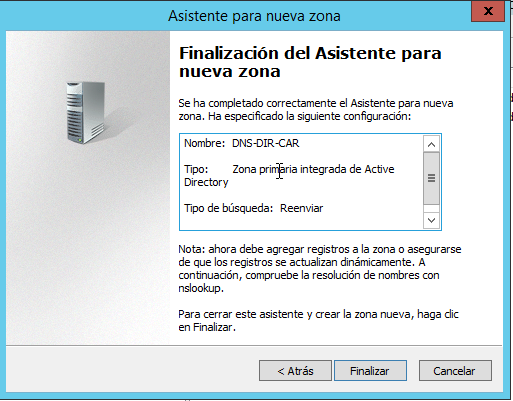 Asistente para nueva zona
x
Finalización del Asistente para
nueva zona
Se ha completado correctamente el Asistente para nueva
zona. Ha especificado la siguiente configuración:
Nombre: DNS-DIR-CAR
Tipo: Zona primaria integrada de Active
Directory
Tipo de búsqueda: Reenviar
Nota: ahora debe agregar registros a la zona o asegurarse
de que los registros se actualizan dinámicamente. A
continuación, compruebe la resolución de nombres con
nslookup.
Para cerrar este asistente y crear la zona nueva, haga clic
en Finalizar.
< Atrás
Finalizar
Cancelar